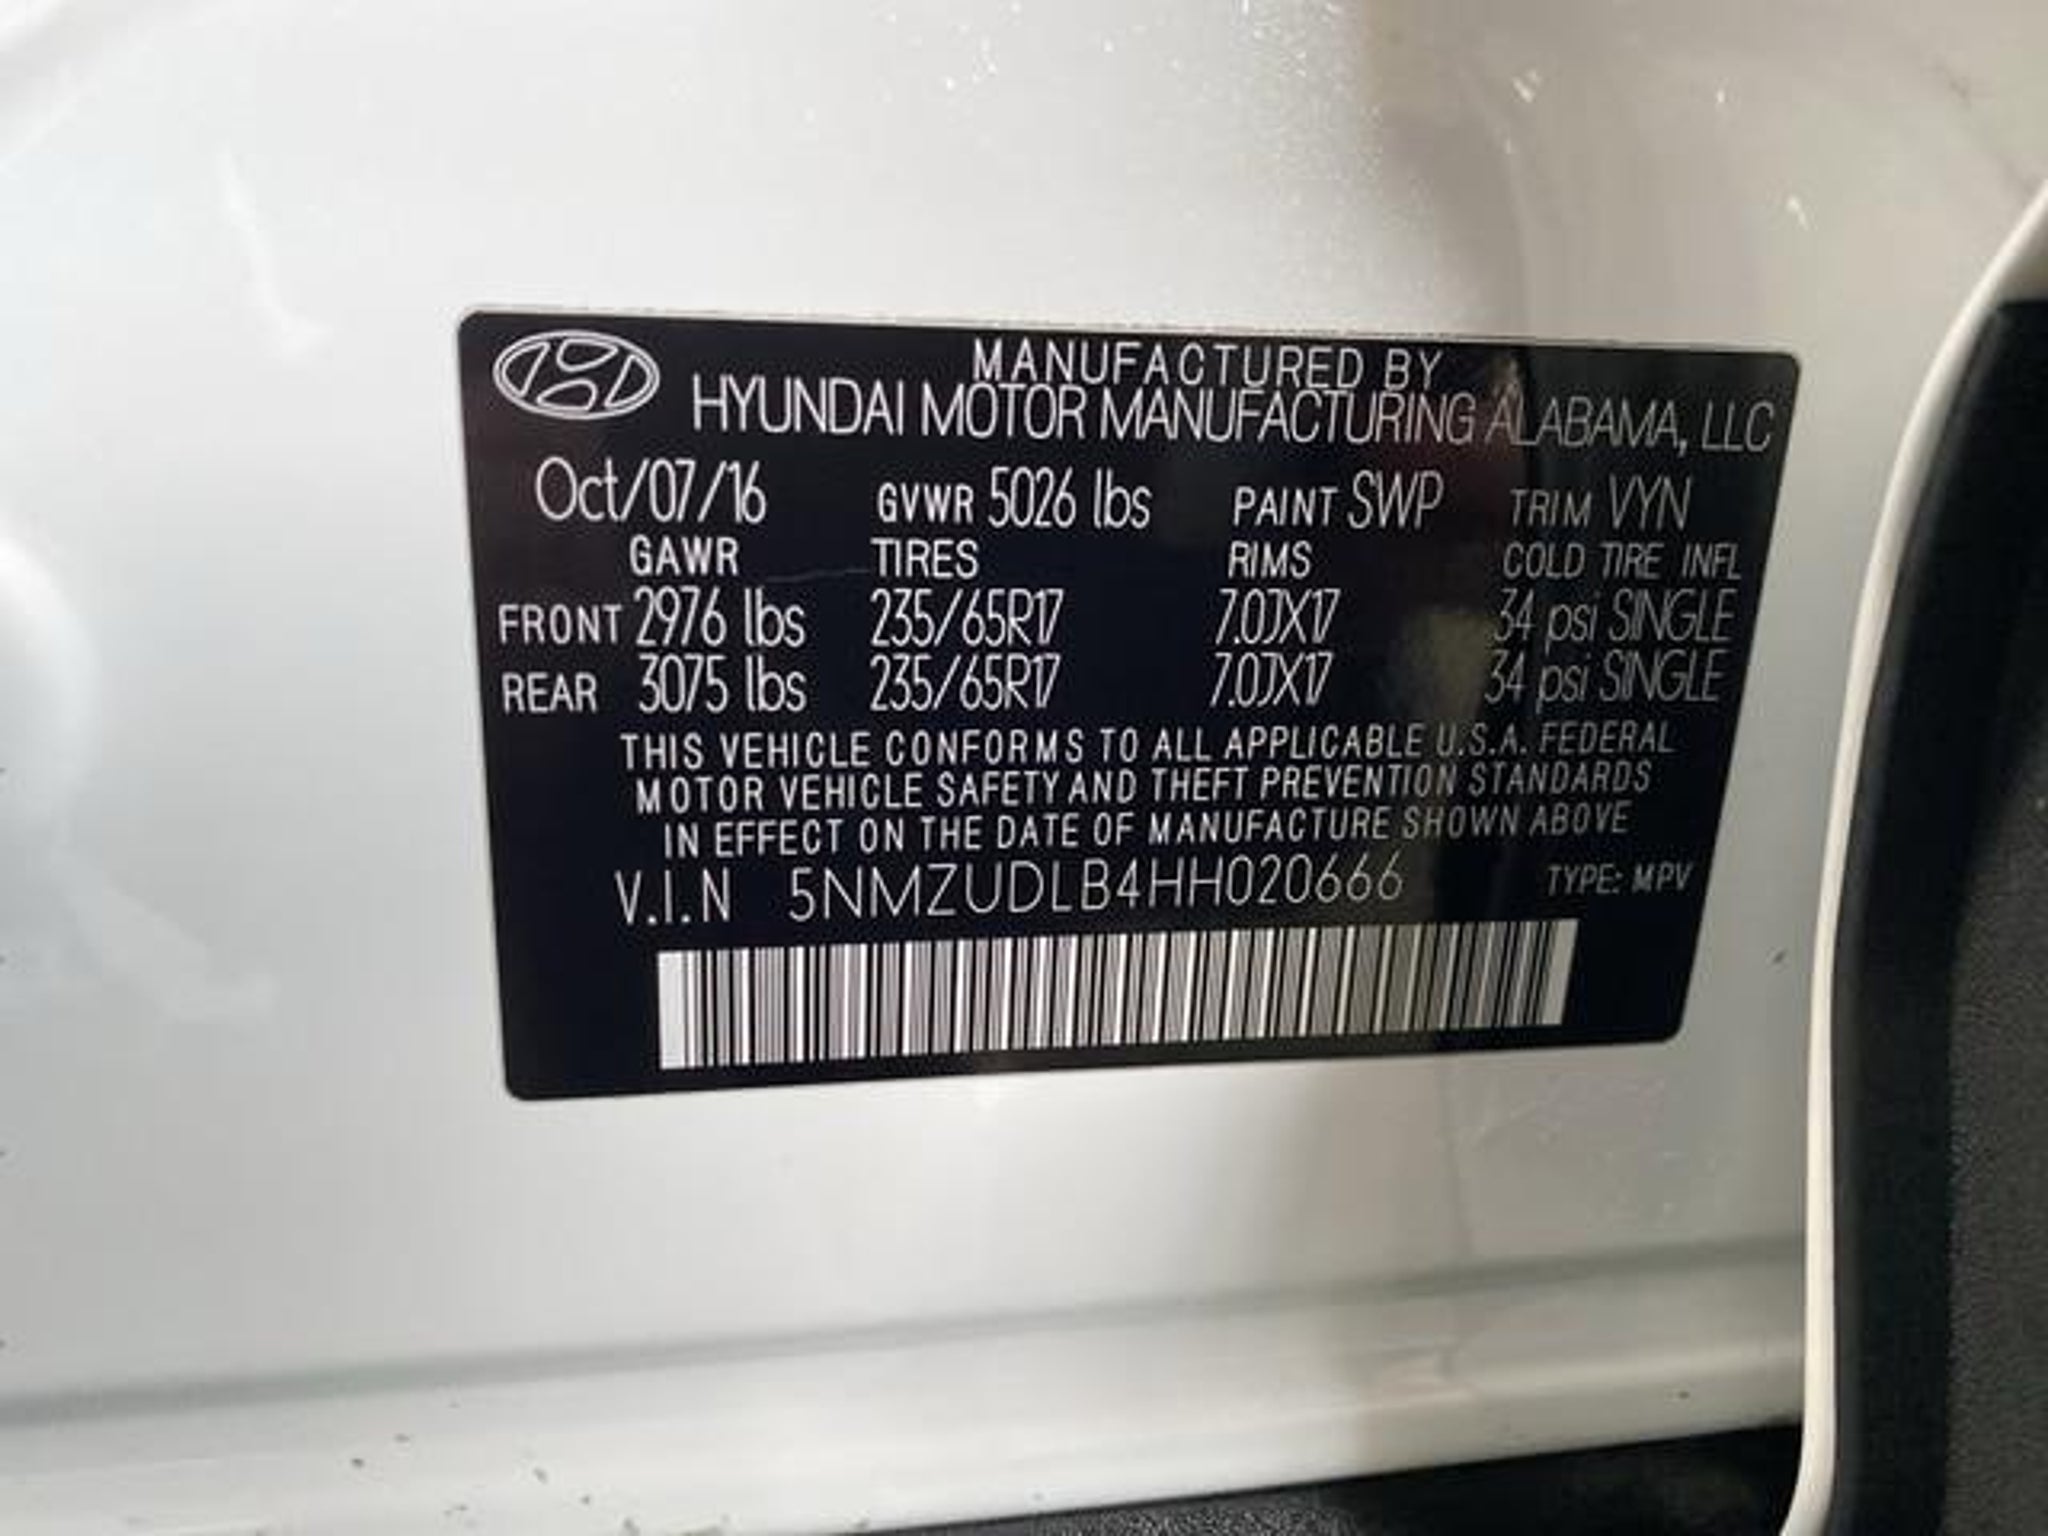 MANUFACTURED BY
HYUNDAI MOTOR MANUFACTURING ALABAMA, LLC
Oct/07/16 GVWR 5026 lbs PAINT SWP TRIM VYN
GAWR TIRES RIMS COLD TIRE INFL
FRONT 2976 lbs 235/65R17 7.0JX17 34 psi SINGLE
REAR 3075 lbs 235/65R17 7.0JX17 34 psi SINGLE
THIS VEHICLE CONFORMS TO ALL APPLICABLE U.S.A. FEDERAL
MOTOR VEHICLE SAFETY AND THEFT PREVENTION STANDARDS
IN EFFECT ON THE DATE OF MANUFACTURE SHOWN ABOVE
V.I.N 5NMZUDLB4HH020666 TYPE: MPV